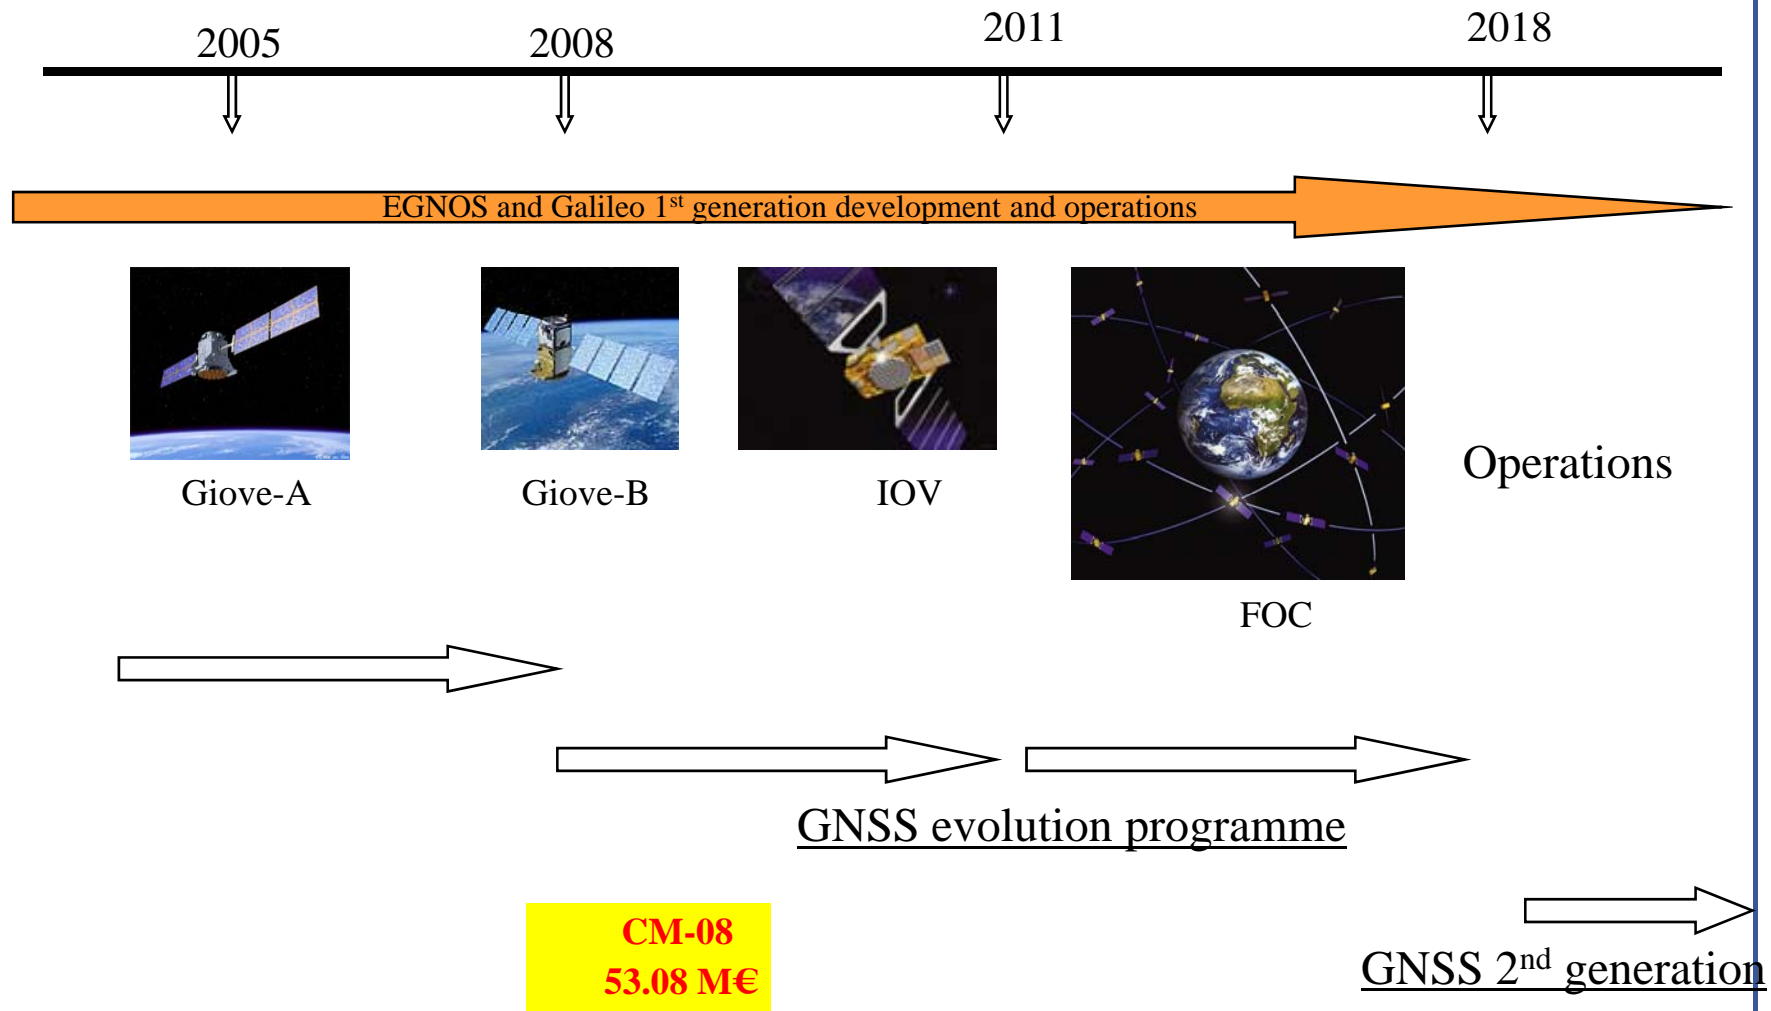 2005 2008 2011 2018
EGNOS and Galileo 1st generation development and operations
Operations
Giove-A Giove-B IOV
FOC
GNSS evolution programme
CM-08
53.08 M€
GNSS 2nd generation